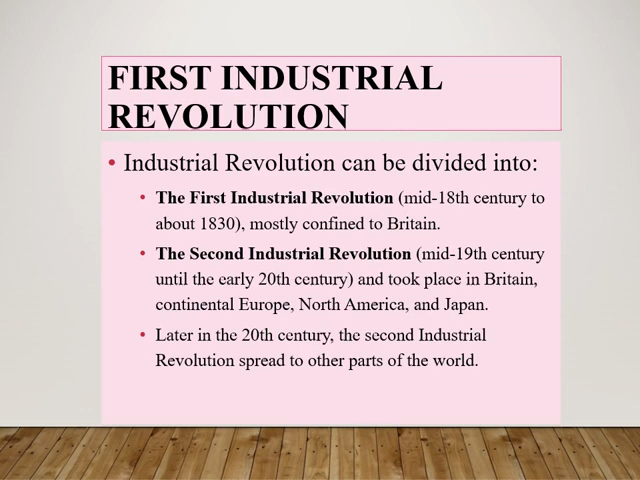 FIRST INDUSTRIAL
REVOLUTION
• Industrial Revolution can be divided into:
• The First Industrial Revolution (mid-18th century to
about 1830), mostly confined to Britain.
• The Second Industrial Revolution (mid-19th century
until the early 20th century) and took place in Britain,
continental Europe, North America, and Japan.
• Later in the 20th century, the second Industrial
Revolution spread to other parts of the world.